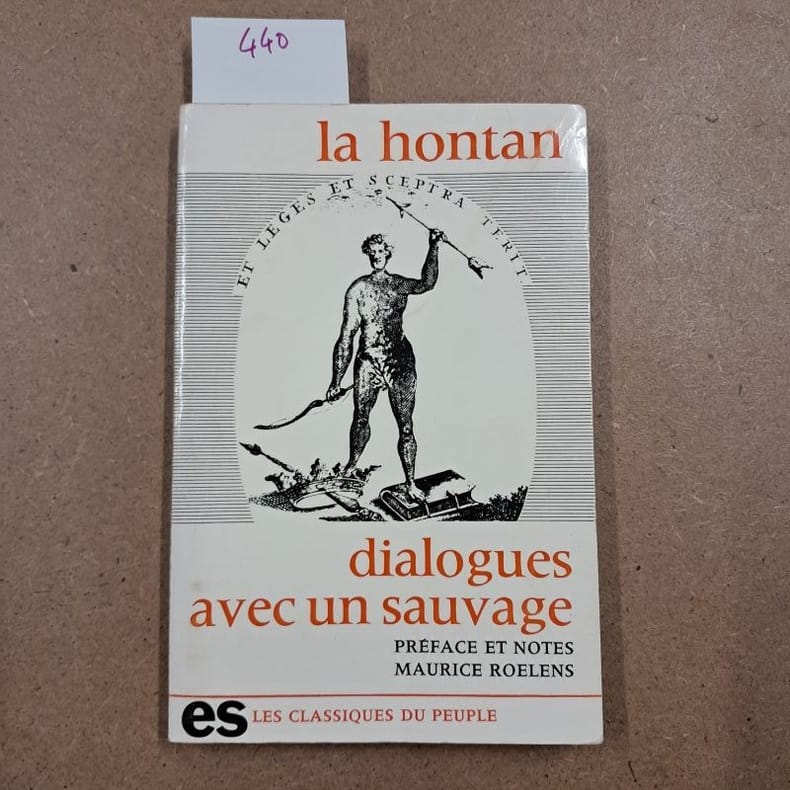 440
la hontan
ET LEGES ET SCEPTRA TERIT
dialogues
avec un sauvage
PRÉFACE ET NOTES
MAURICE ROELENS
es LES CLASSIQUES DU PEUPLE